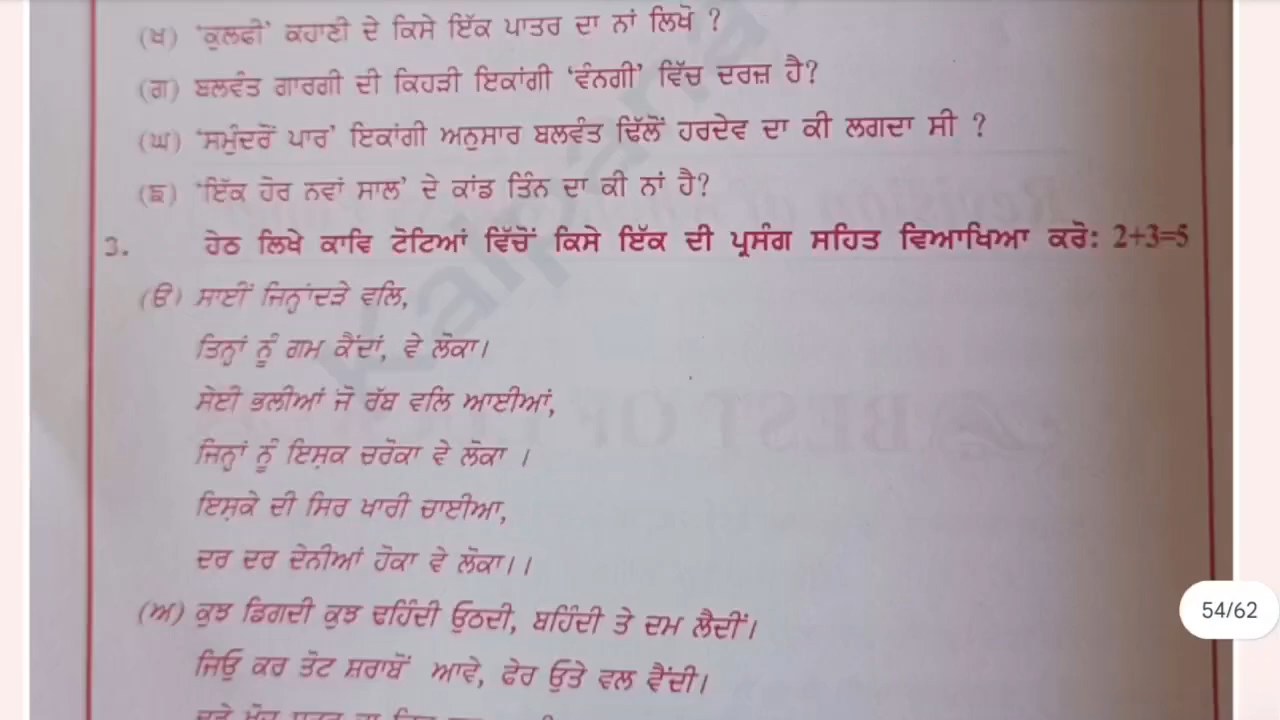 (ਖ) 'ਕੁਲਫੀ' ਕਹਾਣੀ ਦੇ ਕਿਸੇ ਇੱਕ ਪਾਤਰ ਦਾ ਨਾਂ ਲਿਖੋ ?
(ਗ) ਬਲਵੰਤ ਗਾਰਗੀ ਦੀ ਕਿਹੜੀ ਇਕਾਂਗੀ 'ਵੰਨਗੀ' ਵਿੱਚ ਦਰਜ਼ ਹੈ?
(ਘ) 'ਸਮੁੰਦਰੋਂ ਪਾਰ' ਇਕਾਂਗੀ ਅਨੁਸਾਰ ਬਲਵੰਤ ਢਿੱਲੋਂ ਹਰਦੇਵ ਦਾ ਕੀ ਲਗਦਾ ਸੀ ?
(ਙ) 'ਇੱਕ ਹੋਰ ਨਵਾਂ ਸਾਲ' ਦੇ ਕਾਂਡ ਤਿੰਨ ਦਾ ਕੀ ਨਾਂ ਹੈ?
3. ਹੇਠ ਲਿਖੇ ਕਾਵਿ ਟੋਟਿਆਂ ਵਿੱਚੋਂ ਕਿਸੇ ਇੱਕ ਦੀ ਪ੍ਰਸੰਗ ਸਹਿਤ ਵਿਆਖਿਆ ਕਰੋ: 2+3=5
(ੳ) ਸਾਈਂ ਜਿਨ੍ਹਾਂਦੜੇ ਵਲਿ,
ਤਿਨ੍ਹਾਂ ਨੂੰ ਗਮ ਕੈਂਦਾਂ, ਵੇ ਲੋਕਾ।
ਸੇਈ ਭਲੀਆਂ ਜੋ ਰੱਬ ਵਲਿ ਆਈਆਂ,
ਜਿਨ੍ਹਾਂ ਨੂੰ ਇਸ਼ਕ ਚਰੋਕਾ ਵੇ ਲੋਕਾ ।
ਇਸ਼ਕੇ ਦੀ ਸਿਰ ਖਾਰੀ ਚਾਈਆ,
ਦਰ ਦਰ ਦੇਨੀਆਂ ਹੋਕਾ ਵੇ ਲੋਕਾ।।
(ਅ) ਕੁਝ ਡਿਗਦੀ ਕੁਝ ਢਹਿੰਦੀ ਉਠਦੀ, ਬਹਿੰਦੀ ਤੇ ਦਮ ਲੈਦੀਂ।
ਜਿਉਂ ਕਰ ਤੋਟ ਸ਼ਰਾਬੋਂ ਆਵੇ, ਫੇਰ ਉਤੇ ਵਲ ਵੈਂਦੀ।
54/62